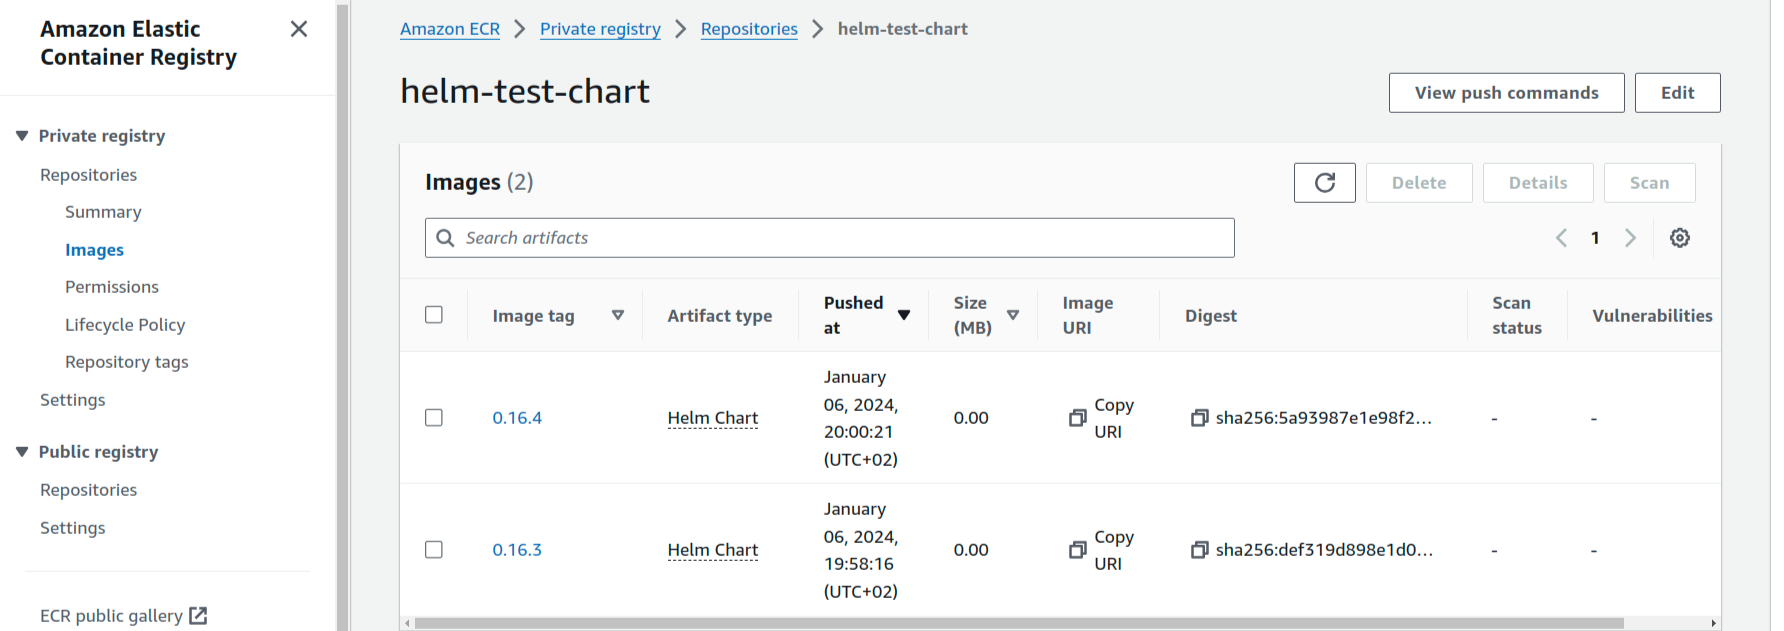 Amazon Elastic
Container Registry
Private registry
Repositories
Summary
Images
Permissions
Lifecycle Policy
Repository tags
Settings
Public registry
Repositories
Settings
ECR public gallery
Amazon ECR > Private registry > Repositories > helm-test-chart
helm-test-chart
View push commands
Edit
Images (2)
Delete
Details
Scan
Search artifacts
1
Image tag
Artifact type
Pushed
at
Size
(MB)
Image
URI
Digest
Scan
status
Vulnerabilities
0.16.4
Helm Chart
January
06, 2024,
20:00:21
(UTC+02)
0.00
Copy
URI
sha256:5a93987e1e98f2...
-
-
0.16.3
Helm Chart
January
06, 2024,
19:58:16
(UTC+02)
0.00
Copy
URI
sha256:def319d898e1d0...
-
-